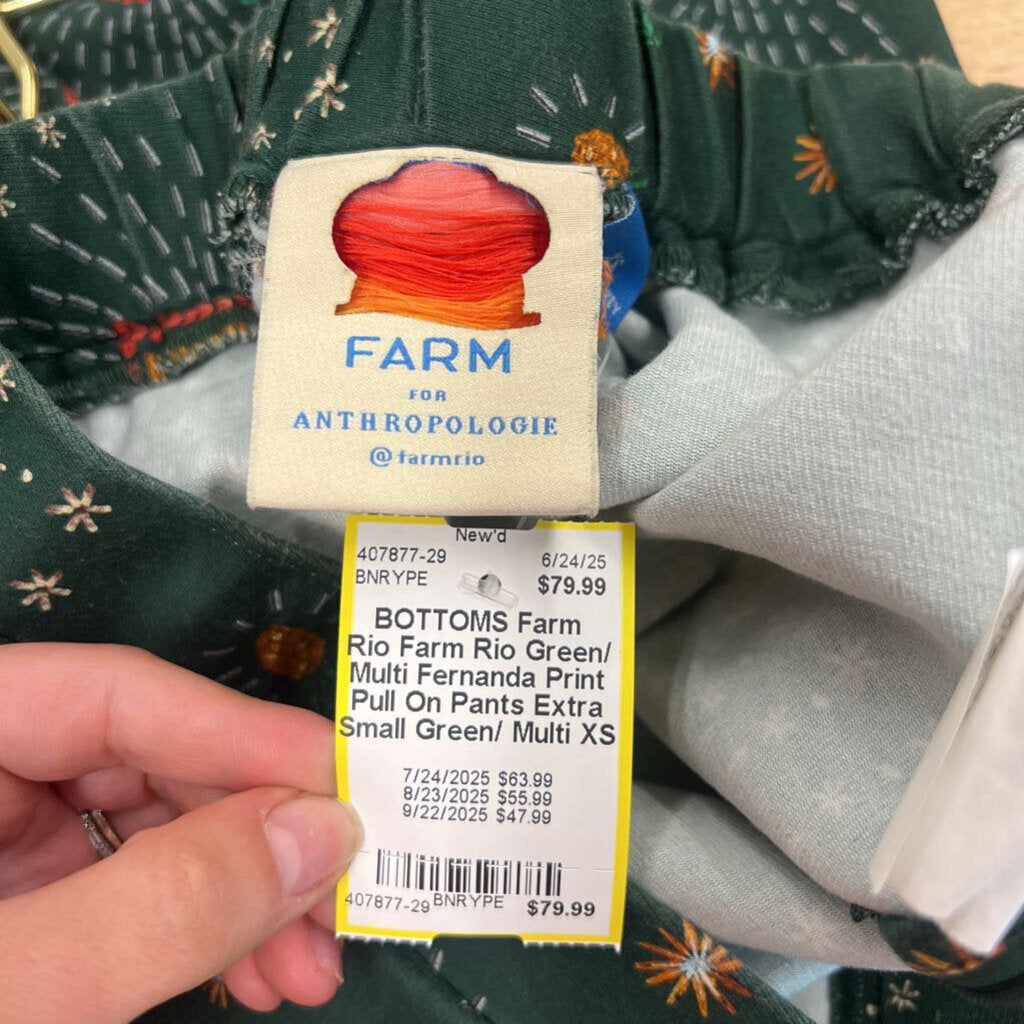 FARM
FOR
ANTHROPOLOGIE
@farmrio
New'd
407877-29 6/24/25
BNRYPE $79.99
BOTTOMS Farm
Rio Farm Rio Green/
Multi Fernanda Print
Pull On Pants Extra
Small Green/ Multi XS
7/24/2025 $63.99
8/23/2025 $55.99
9/22/2025 $47.99
407877-29 BNRYPE $79.99